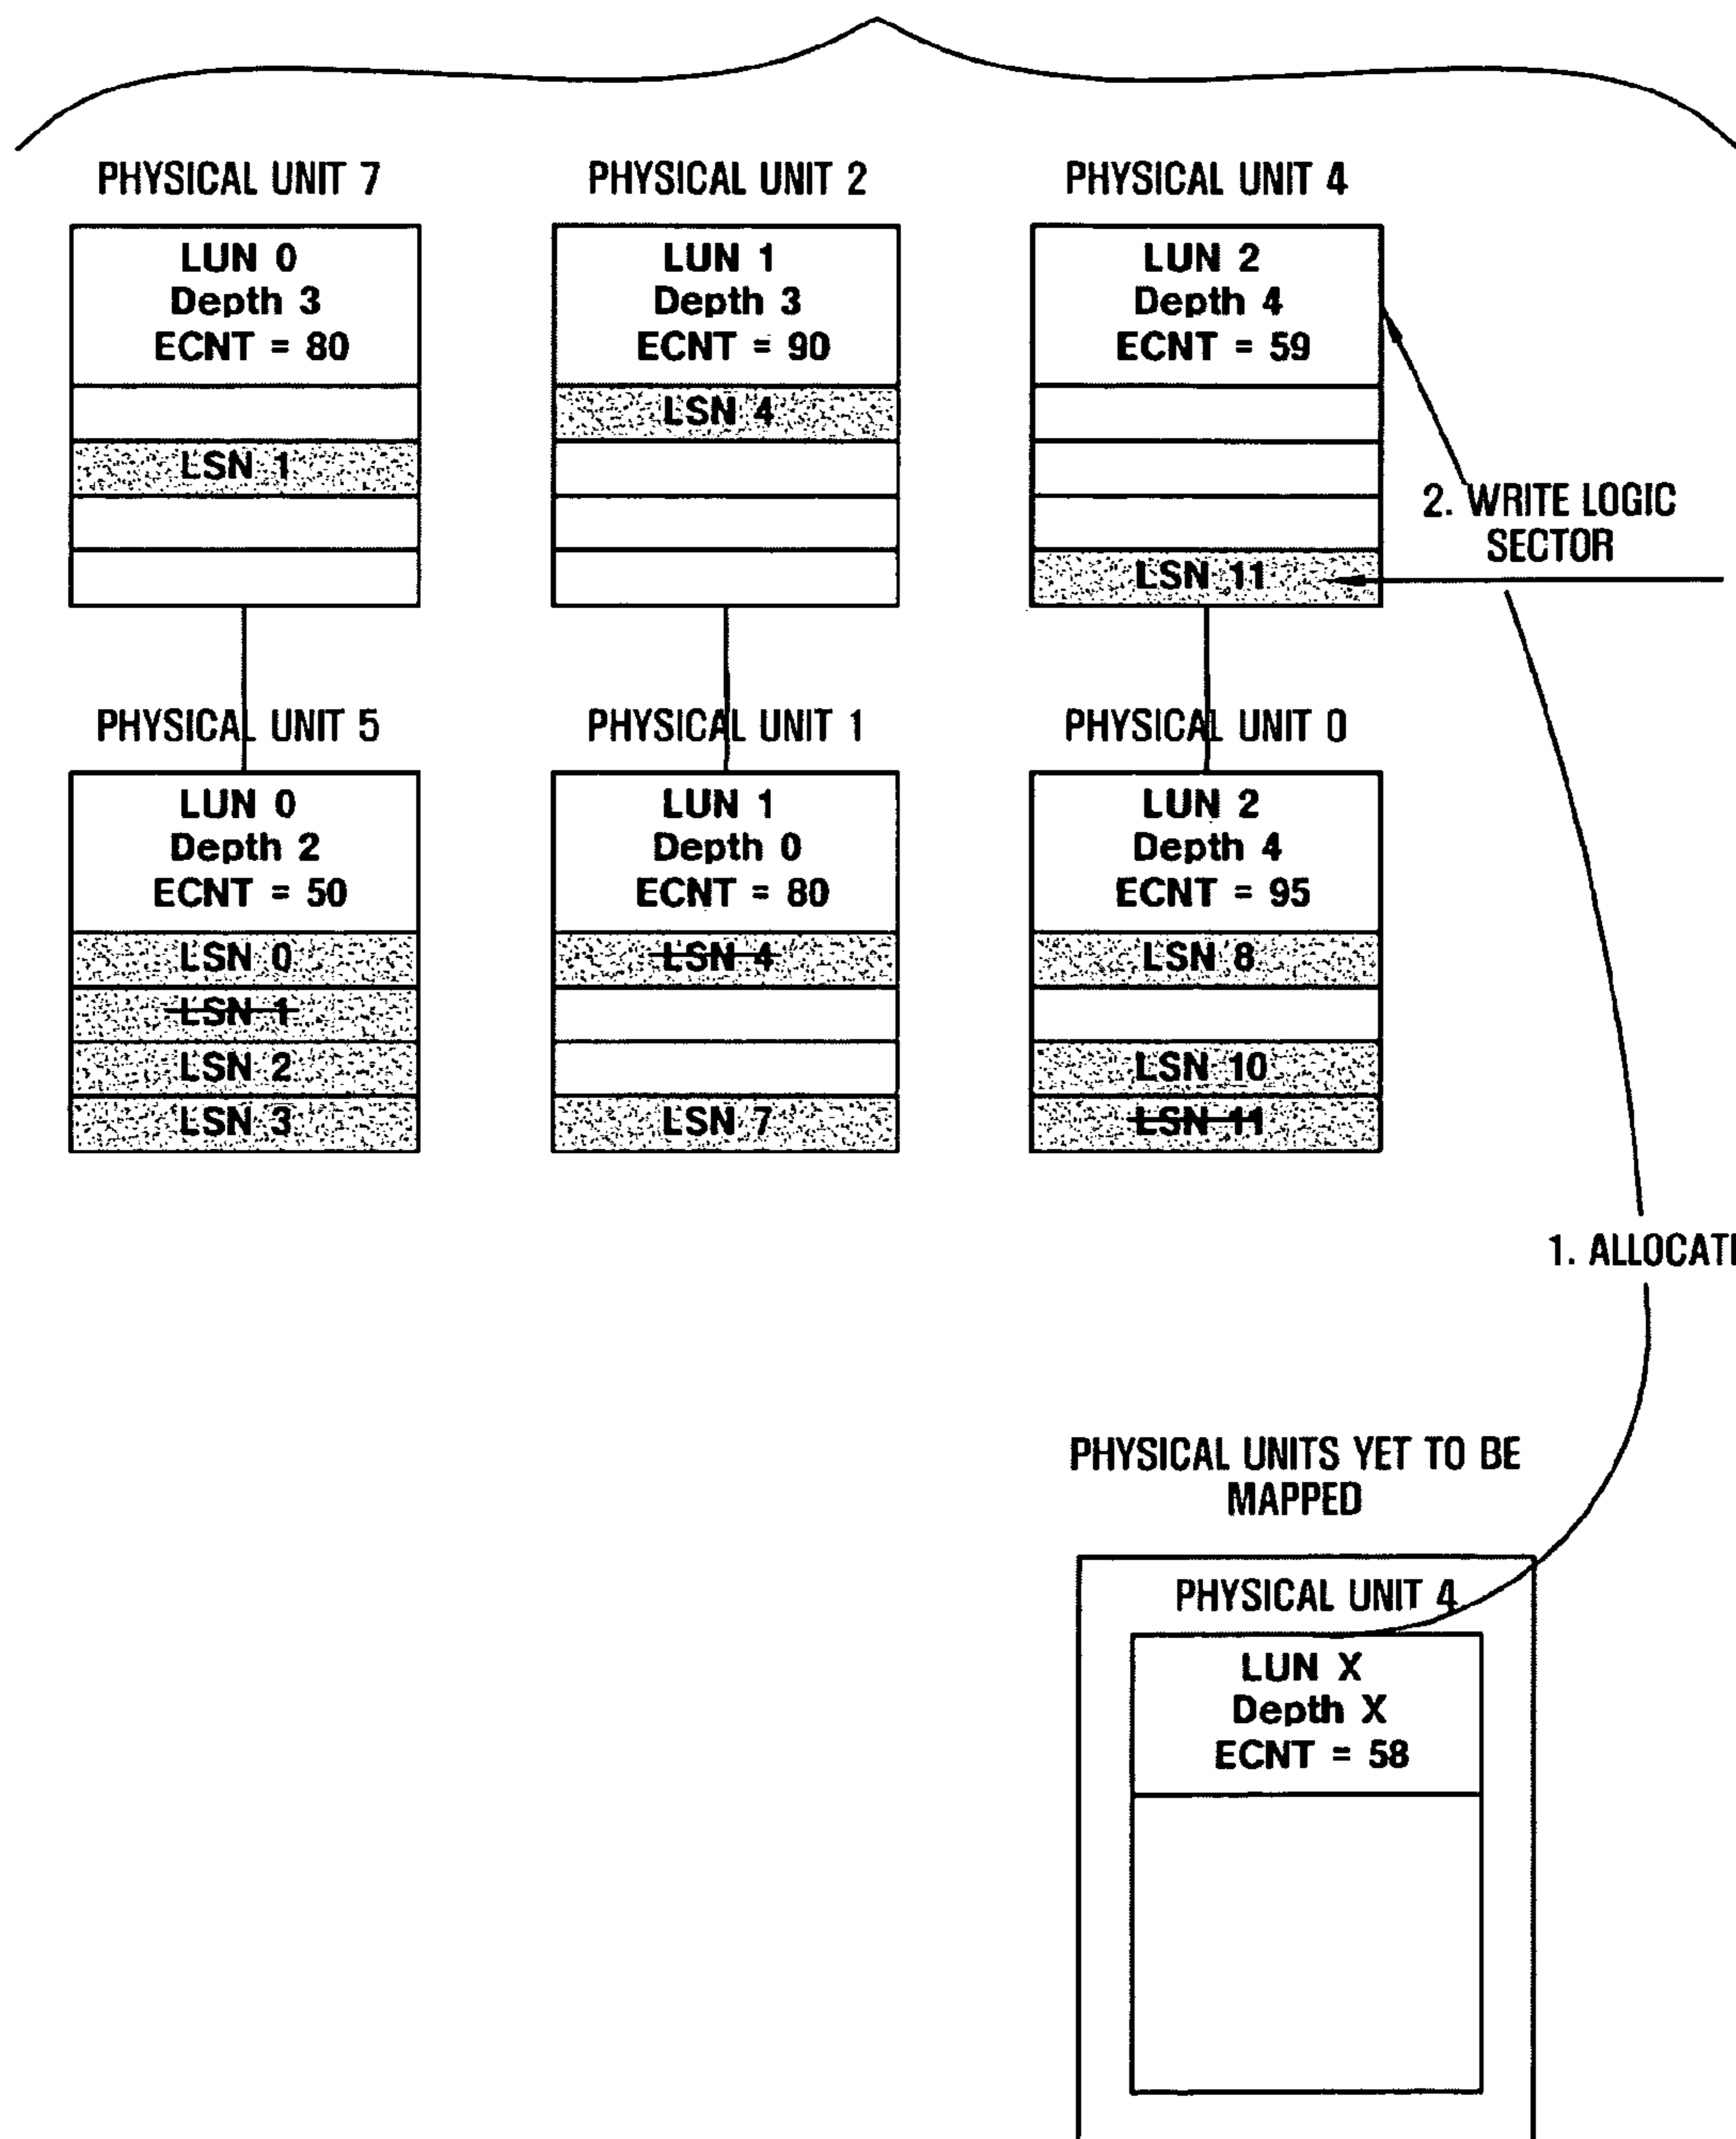 PHYSICAL UNIT 7
LUN 0
Depth 3
ECNT = 80
LSN 1
PHYSICAL UNIT 2
LUN 1
Depth 3
ECNT = 90
LSN 4
PHYSICAL UNIT 4
LUN 2
Depth 4
ECNT = 59
LSN 11
2. WRITE LOGIC
SECTOR
PHYSICAL UNIT 5
LUN 0
Depth 2
ECNT = 50
LSN 0
LSN 1
LSN 2
LSN 3
PHYSICAL UNIT 1
LUN 1
Depth 0
ECNT = 80
LSN 4
LSN 7
PHYSICAL UNIT 0
LUN 2
Depth 4
ECNT = 95
LSN 8
LSN 10
LSN 11
1. ALLOCAT
PHYSICAL UNITS YET TO BE
MAPPED
PHYSICAL UNIT 4
LUN X
Depth X
ECNT = 58